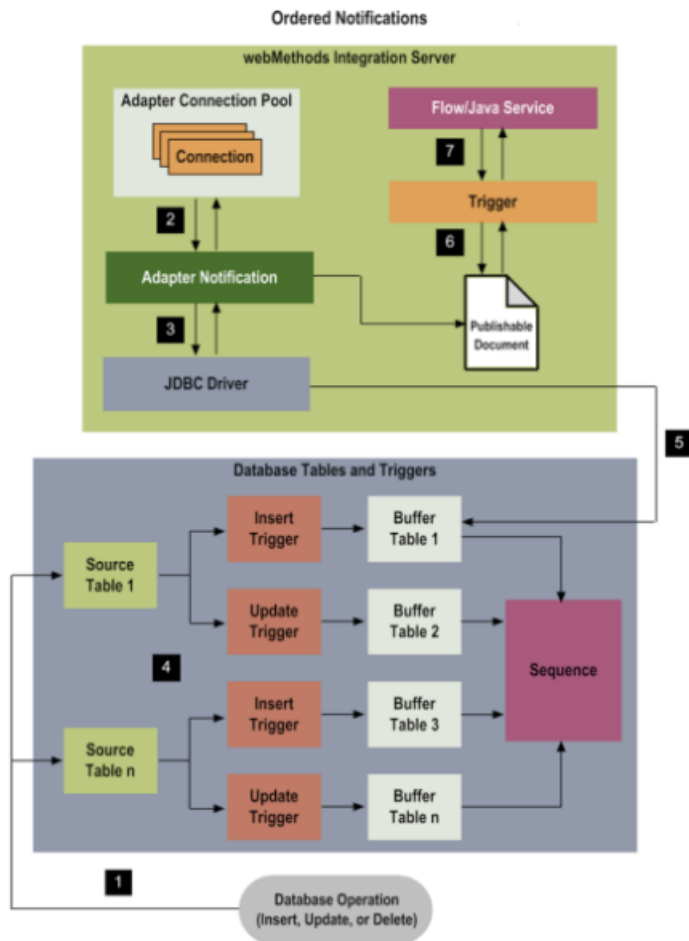 Ordered Notifications
webMethods Integration Server
Adapter Connection Pool
Connection
Flow/Java Service
7
Trigger
2
6
Adapter Notification
Publishable
Document
3
JDBC Driver
5
Database Tables and Triggers
Insert
Trigger
Buffer
Table 1
Source
Table 1
Update
Trigger
Buffer
Table 2
4
Sequence
Insert
Trigger
Buffer
Table 3
Source
Table n
Update
Trigger
Buffer
Table n
1
Database Operation
(Insert, Update, or Delete)